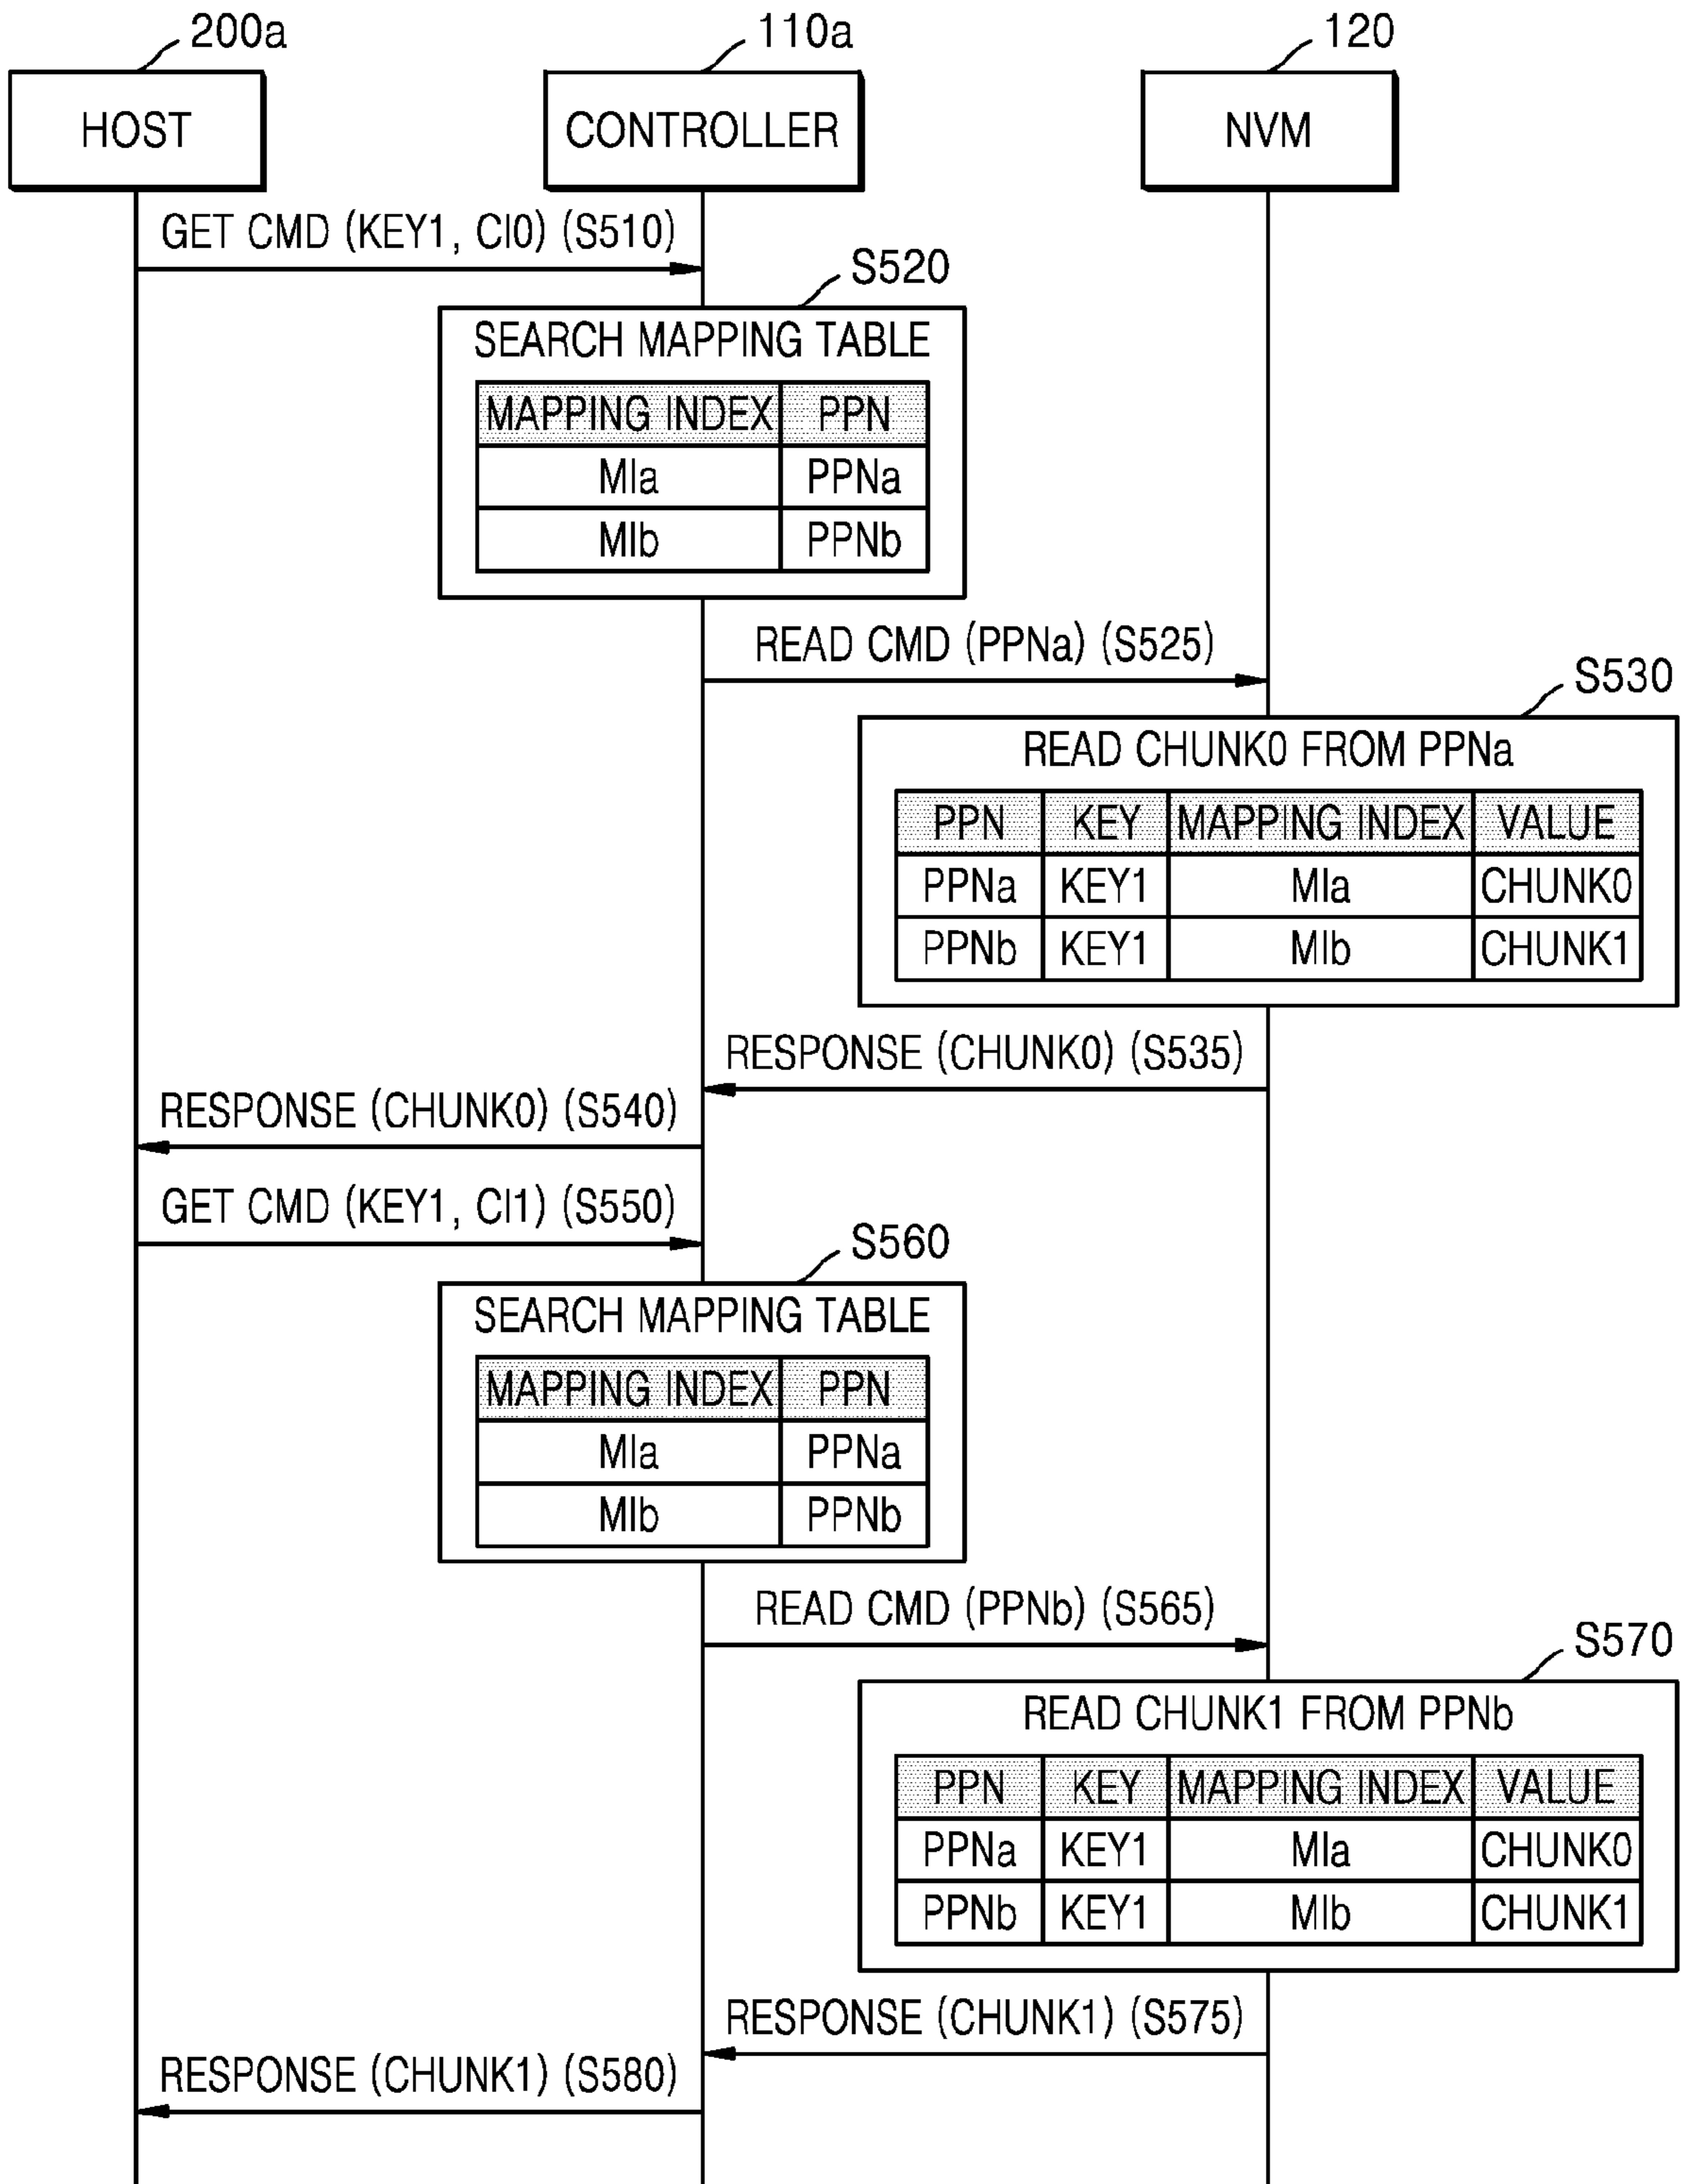 200a
110a
120
HOST
CONTROLLER
NVM
GET CMD (KEY1, CI0) (S510)
S520
SEARCH MAPPING TABLE
MAPPING INDEX PPN
MIa PPNa
MIb PPNb
READ CMD (PPNa) (S525)
S530
READ CHUNK0 FROM PPNa
PPN KEY MAPPING INDEX VALUE
PPNa KEY1 MIa CHUNK0
PPNb KEY1 MIb CHUNK1
RESPONSE (CHUNK0) (S535)
RESPONSE (CHUNK0) (S540)
GET CMD (KEY1, CI1) (S550)
S560
SEARCH MAPPING TABLE
MAPPING INDEX PPN
MIa PPNa
MIb PPNb
READ CMD (PPNb) (S565)
S570
READ CHUNK1 FROM PPNb
PPN KEY MAPPING INDEX VALUE
PPNa KEY1 MIa CHUNK0
PPNb KEY1 MIb CHUNK1
RESPONSE (CHUNK1) (S575)
RESPONSE (CHUNK1) (S580)